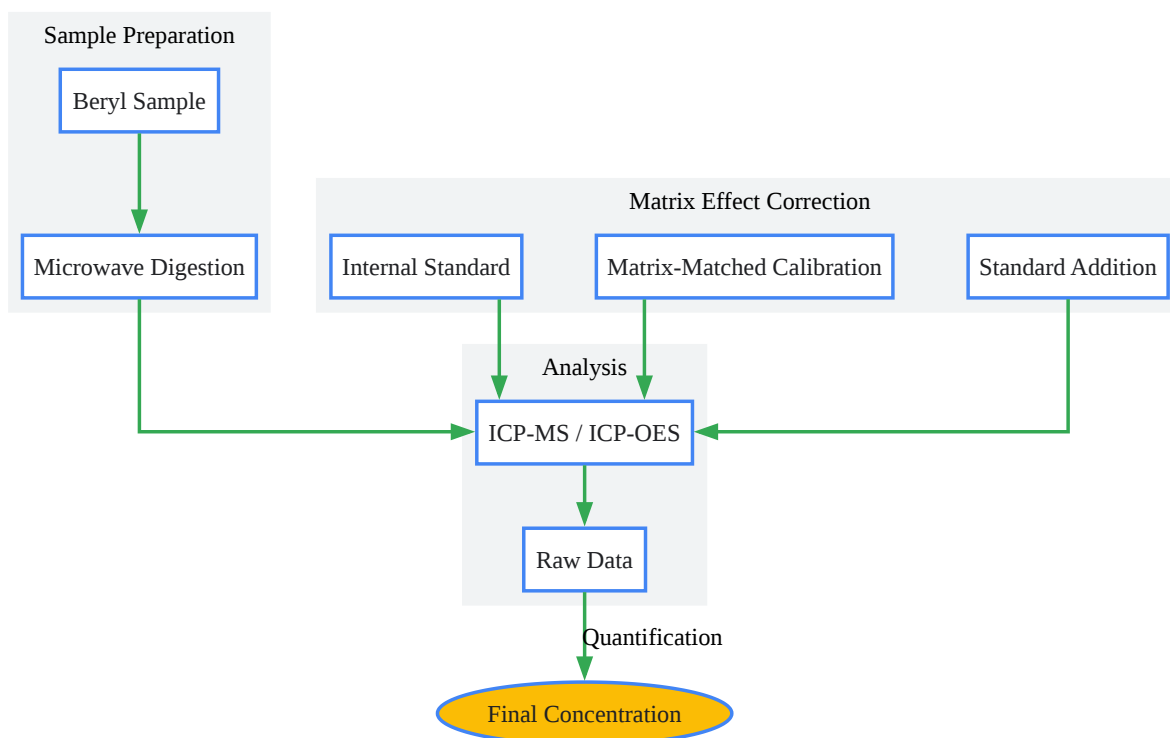 Sample Preparation
Beryl Sample
Microwave Digestion
Matrix Effect Correction
Internal Standard
Matrix-Matched Calibration
Standard Addition
Analysis
ICP-MS / ICP-OES
Raw Data
Quantification
Final Concentration